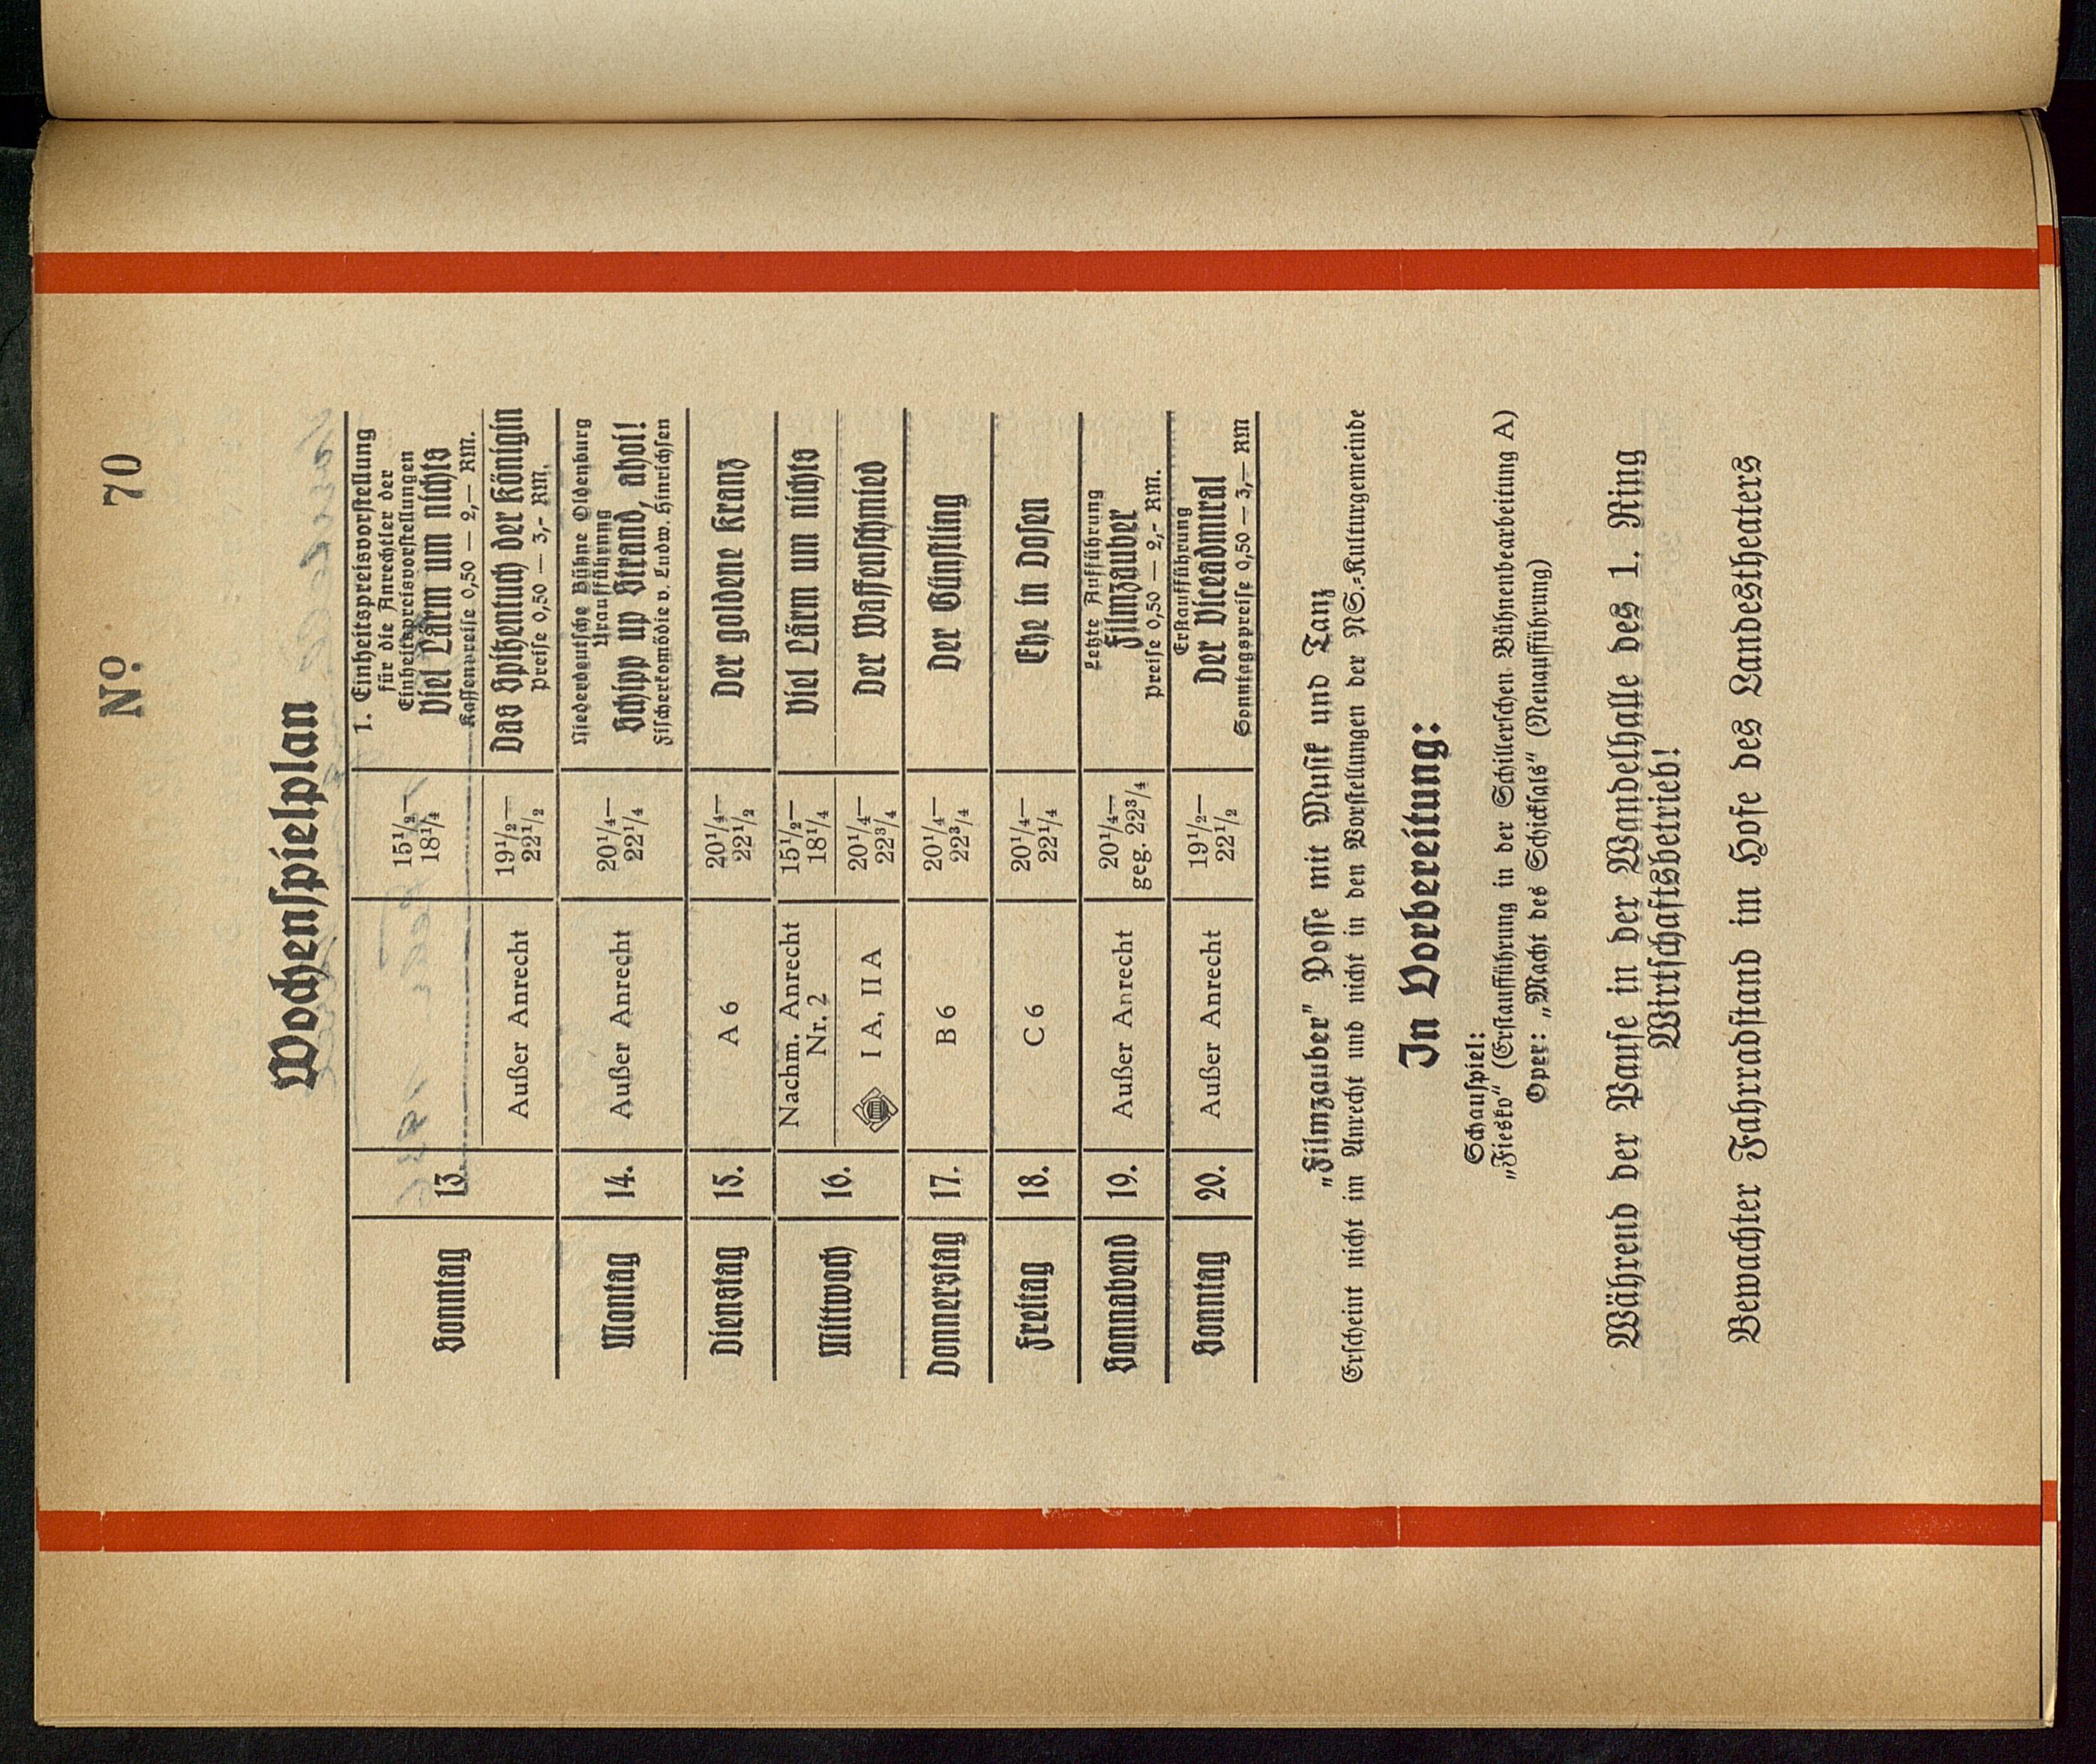 Nº 70
Wochenspielplan
Sonntag 13. 15¹/₂— 18¹/₄ 1. Einheitspreisvorstellung
für die Anrechtler der
Einheitspreisvorstellungen
Viel Lärm um nichts
Kassenpreise 0,50 — 2,— RM.
Außer Anrecht 19¹/₂— 22¹/₂ Das Spitzentuch der Königin
Preise 0,50 — 3,- RM.
Montag 14. Außer Anrecht 20¹/₄— 22¹/₄ Niederdeutsche Bühne Oldenburg
Uraufführung
Schipp up Strand, ahoi!
Fischerkomödie v. Ludw. Hinrichsen
Dienstag 15. A 6 20¹/₄— 22¹/₂ Der goldene Kranz
Mittwoch 16. Nachm. Anrecht Nr. 2 15¹/₂— 18¹/₄ Viel Lärm um nichts
I A, II A 20¹/₄— 22³/₄ Der Waffenschmied
Donnerstag 17. B 6 20¹/₄— 22³/₄ Der Günstling
Freitag 18. C 6 20¹/₄— 22¹/₄ Ehe in Dosen
Sonnabend 19. Außer Anrecht 20¹/₄— geg. 22³/₄ Letzte Aufführung
Filmzauber
Preise 0,50 — 2,- RM.
Sonntag 20. Außer Anrecht 19¹/₂— 22¹/₂ Erstaufführung
Der Viceadmiral
Sonntagspreise 0,50 — 3,— RM
„Filmzauber" Posse mit Musik und Tanz
Erscheint nicht im Anrecht und nicht in den Vorstellungen der NS.=Kulturgemeinde
In Vorbereitung:
Schauspiel:
„Fiesko" (Erstaufführung in der Schillerschen Bühnenbearbeitung A)
Oper: „Macht des Schicksals" (Neuaufführung)
Während der Pause in der Wandelhalle des 1. Ring
Wirtschaftsbetrieb!
Bewachter Fahrradstand im Hofe des Landestheaters